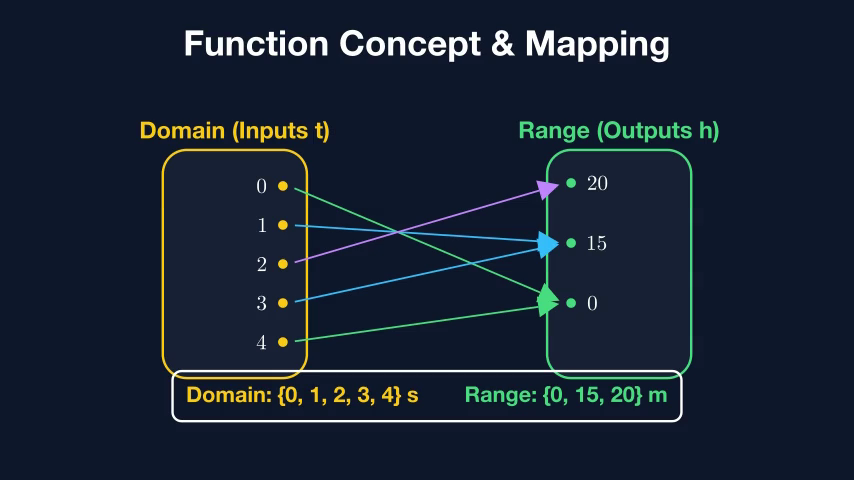 Function Concept & Mapping
Domain (Inputs t)
Range (Outputs h)
0
1
2
3
4
20
15
0
Domain: {0, 1, 2, 3, 4} s
Range: {0, 15, 20} m